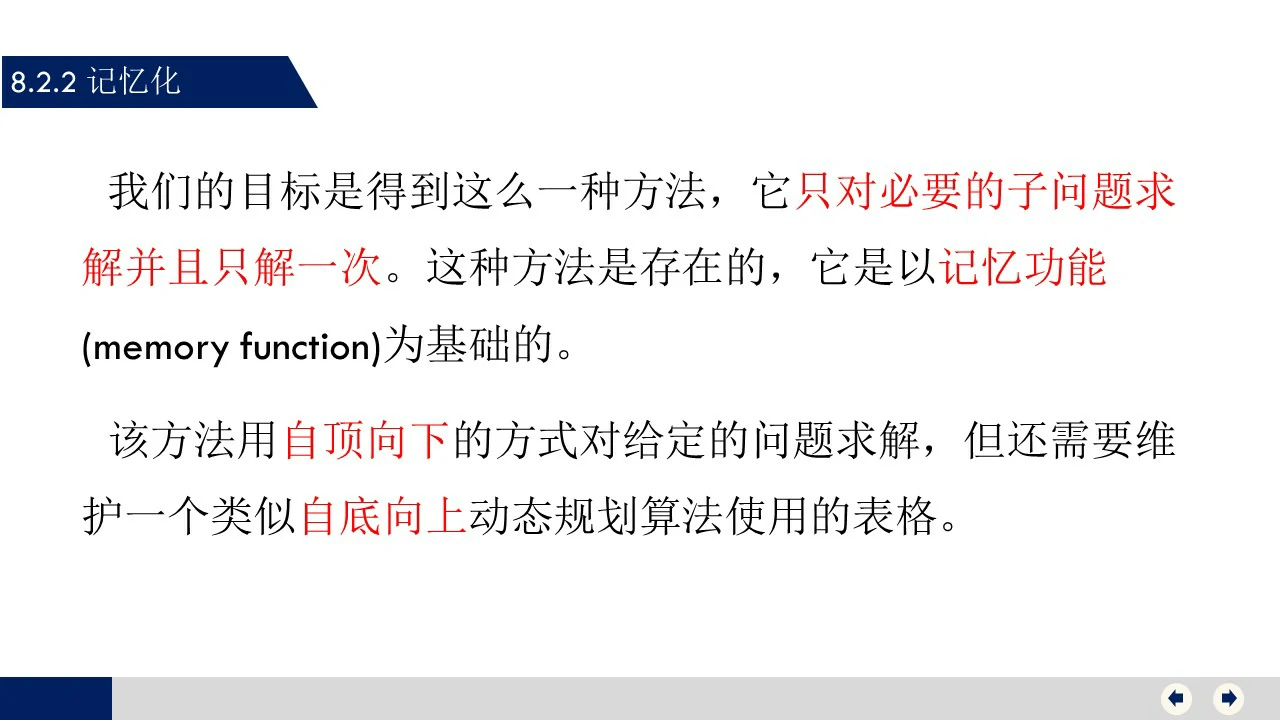 8.2.2 记忆化
我们的目标是得到这么一种方法，它只对必要的子问题求
解并且只解一次。这种方法是存在的，它是以记忆功能
(memory function)为基础的。
该方法用自顶向下的方式对给定的问题求解，但还需要维
护一个类似自底向上动态规划算法使用的表格。